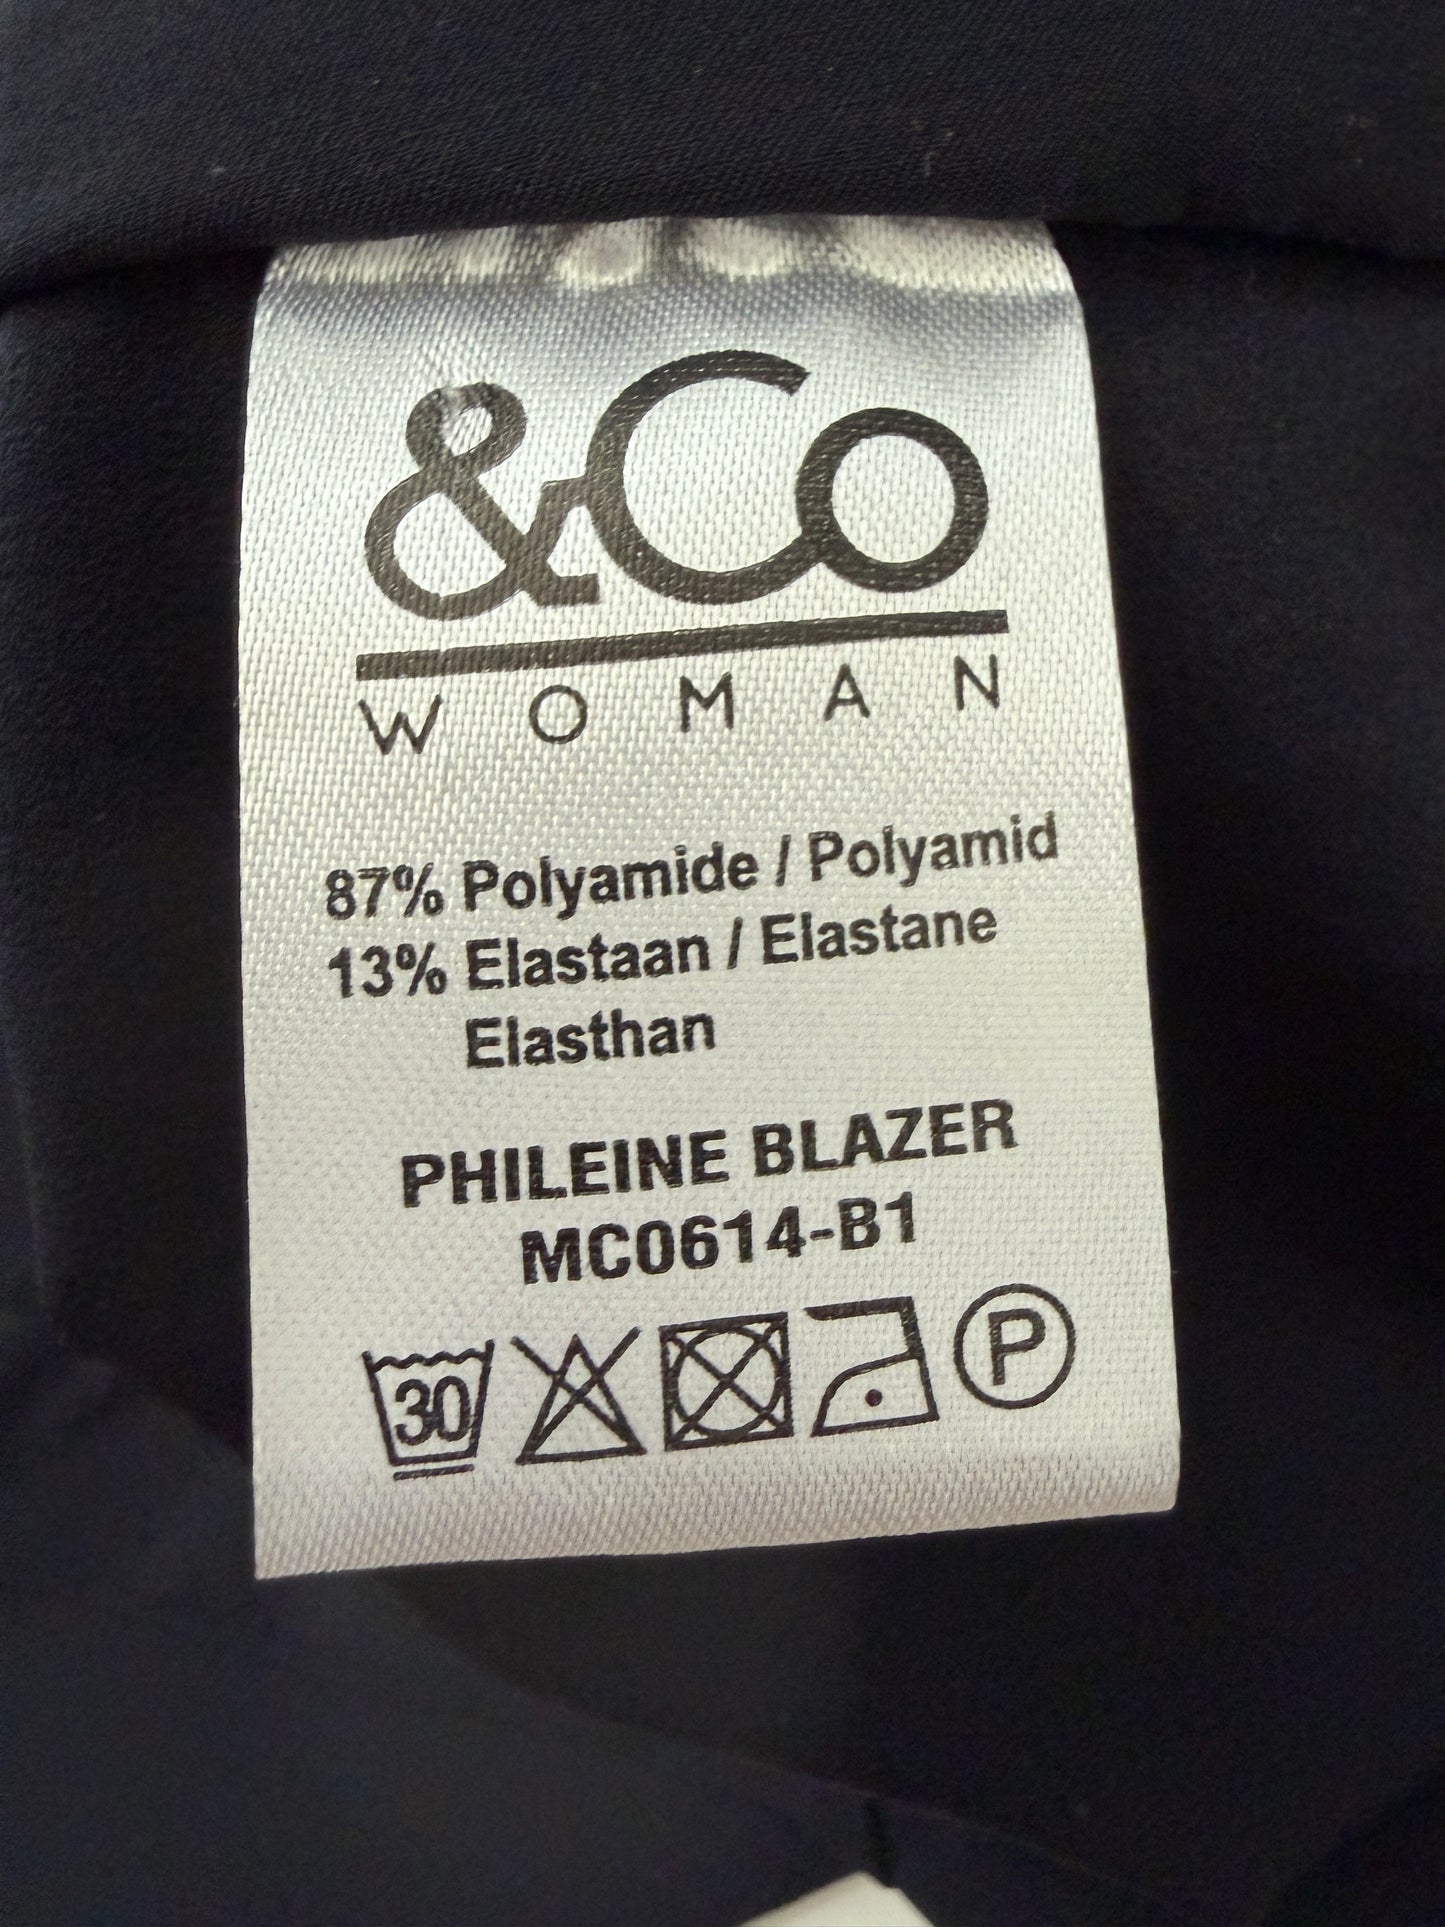 &Co
WOMAN
87% Polyamide / Polyamid
13% Elastaan / Elastane
Elasthan
PHILEINE BLAZER
MC0614-B1
30 P